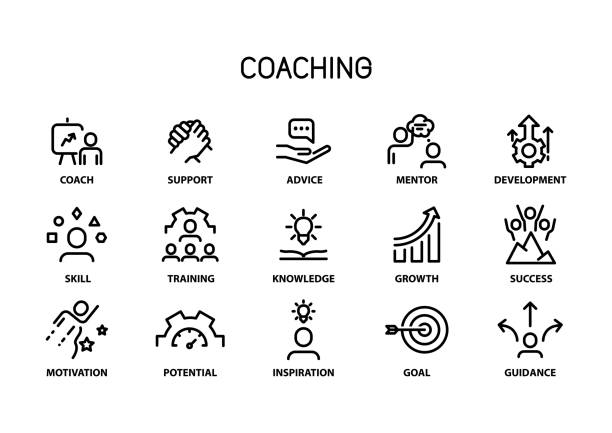 COACHING
COACH SUPPORT ADVICE MENTOR DEVELOPMENT
SKILL TRAINING KNOWLEDGE GROWTH SUCCESS
MOTIVATION POTENTIAL INSPIRATION GOAL GUIDANCE